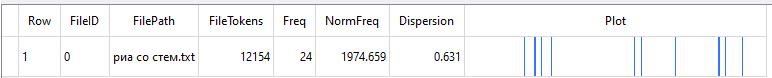 Row FileID FilePath FileTokens Freq NormFreq Dispersion Plot
1 0 риа со стем.txt 12154 24 1974.659 0.631